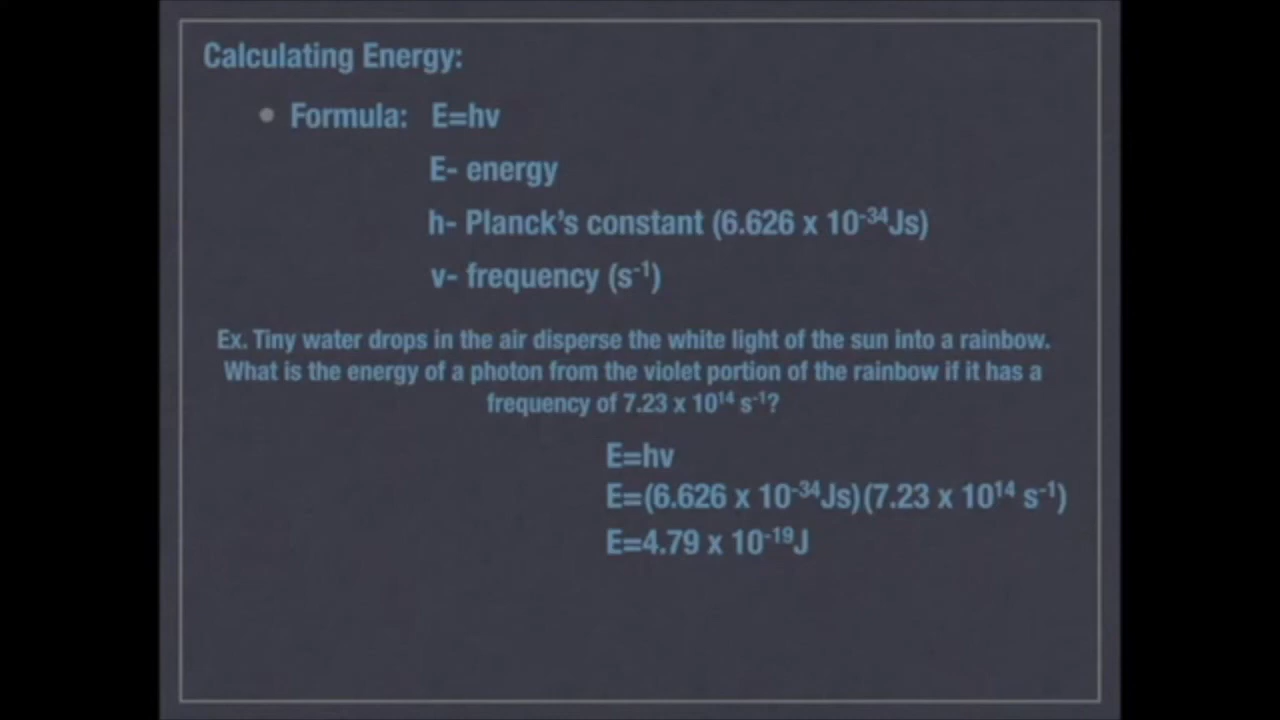 Calculating Energy:
• Formula: E=hv
E- energy
h- Planck's constant (6.626 x 10⁻³⁴Js)
v- frequency (s⁻¹)
Ex. Tiny water drops in the air disperse the white light of the sun into a rainbow.
What is the energy of a photon from the violet portion of the rainbow if it has a
frequency of 7.23 x 10¹⁴ s⁻¹?
E=hv
E=(6.626 x 10⁻³⁴Js)(7.23 x 10¹⁴ s⁻¹)
E=4.79 x 10⁻¹⁹J